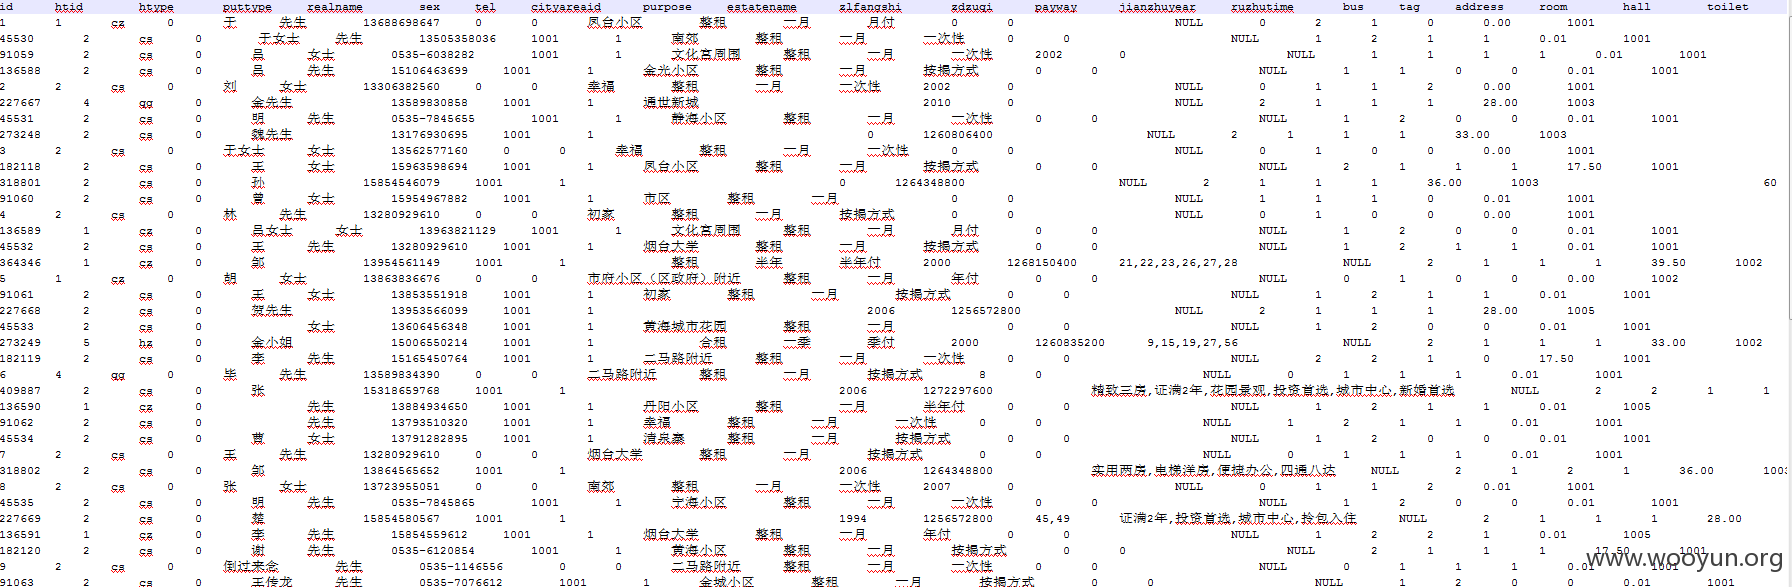 id htid htype puttype realname sex tel cityareaid purpose estatename zlfangshi zdzuqi payway jianzhuyear ruzhutime bus tag address room hall toilet
1 1 cz 0 于 先生 13688698647 0 0 凤台小区 整租 一月 月付 0 0 NULL 0 2 1 0 0.00 1001
45530 2 cs 0 于女士 先生 13505358036 1001 1 南郊 整租 一月 一次性 0 0 NULL 1 2 1 1 0.01 1001
91059 2 cs 0 吕 女士 0535-6038282 1001 1 文化宫周围 整租 一月 一次性 2002 0 NULL 1 1 1 1 0.01 1001
136588 2 cs 0 吕 先生 15106463699 1001 1 金光小区 整租 一月 按揭方式 0 0 NULL 1 1 0 0 0.01 1001
2 2 cs 0 刘 女士 13306382560 0 0 幸福 整租 一月 一次性 2002 0 NULL 0 1 1 2 0.00 1001
227667 4 gg 0 金先生 13589830858 1001 1 通世新城 2010 0 NULL 2 1 1 1 28.00 1003
45531 2 cs 0 明 先生 0535-7845655 1001 1 静海小区 整租 一月 一次性 0 0 NULL 1 2 0 0 0.01 1001
273248 2 cs 0 魏先生 13176930695 1001 1 0 1260806400 NULL 2 1 1 1 33.00 1003
3 2 cs 0 于女士 女士 13562577160 0 0 幸福 整租 一月 一次性 0 0 NULL 0 1 0 0 0.00 1001
182118 2 cs 0 王 女士 15963598694 1001 1 凤台小区 整租 一月 按揭方式 0 0 NULL 2 1 1 1 17.50 1001
318801 2 cs 0 孙 15854546079 1001 1 0 1264348800 NULL 2 1 1 1 36.00 1003 60
91060 2 cs 0 曾 女士 15954967882 1001 1 市区 整租 一月 0 0 NULL 1 2 1 1 0.01 1001
4 2 cs 0 林 先生 13280929610 0 0 初家 整租 一月 按揭方式 0 0 NULL 0 1 0 0 0.00 1001
136589 1 cz 0 吕女士 女士 13963821129 1001 1 文化宫周围 整租 一月 月付 0 0 NULL 1 2 0 0 0.01 1001
45532 2 cs 0 王 先生 13280929610 1001 1 烟台大学 整租 一月 按揭方式 0 0 NULL 1 2 1 1 0.01 1001
364346 1 cz 0 邹 13954561149 1001 1 整租 半年 半年付 2000 1268150400 21,22,23,26,27,28 NULL 2 1 1 1 39.50 1002
5 1 cz 0 胡 女士 13863836676 0 0 市府小区（区政府）附近 整租 一月 年付 0 0 NULL 0 1 0 0 0.00 1002
91061 2 cs 0 王 女士 13853551918 1001 1 初家 整租 一月 按揭方式 0 0 NULL 1 2 1 1 0.01 1001
227668 2 cs 0 贺先生 13953566099 1001 1 2006 1256572800 NULL 2 1 1 1 28.00 1005
45533 2 cs 0 女士 13606456348 1001 1 黄海城市花园 整租 一月 0 0 NULL 1 2 0 0 0.01 1001
273249 5 hz 0 金小姐 15006550214 1001 1 合租 一季 季付 2000 1260835200 9,15,19,27,56 NULL 2 1 1 1 33.00 1002
182119 2 cs 0 李 先生 15165450764 1001 1 二马路附近 整租 一月 一次性 0 0 NULL 2 2 1 0 17.50 1001
6 4 gg 0 毕 先生 13589834390 0 0 二马路附近 整租 一月 按揭方式 8 0 NULL 0 1 1 1 0.01 1001
409887 2 cs 0 张 15318659768 1001 1 2006 1272297600 精致三房,证满2年,花园景观,投资首选,城市中心,新婚首选 NULL 2 2 1 1
136590 1 cz 0 先生 13884934650 1001 1 丹阳小区 整租 一月 半年付 0 0 NULL 1 2 1 1 0.01 1005
91062 2 cs 0 先生 13793510320 1001 1 幸福 整租 一月 一次性 0 0 NULL 1 2 1 1 0.01 1001
45534 2 cs 0 曹 女士 13791282895 1001 1 清泉寨 整租 一月 按揭方式 0 0 NULL 1 2 0 0 0.01 1001
7 2 cs 0 王 先生 13280929610 0 0 烟台大学 整租 一月 按揭方式 0 0 NULL 0 1 1 1 0.01 1001
318802 2 cs 0 邹 13864565652 1001 1 2006 1264348800 实用两房,电梯洋房,便捷办公,四通八达 NULL 2 1 2 1 36.00 1003
8 2 cs 0 张 女士 13723955051 0 0 南郊 整租 一月 一次性 2007 0 NULL 0 1 1 2 0.01 1001
45535 2 cs 0 明 先生 0535-7845865 1001 1 宁海小区 整租 一月 一次性 0 0 NULL 1 2 0 0 0.01 1001
227669 2 cs 0 楚 15854580567 1001 1 1994 1256572800 45,49 证满2年,投资首选,城市中心,拎包入住 NULL 2 1 1 1 28.00
136591 1 cz 0 李 先生 15854559612 1001 1 烟台大学 整租 一月 年付 0 0 NULL 1 2 2 1 0.01 1005
182120 2 cs 0 谢 先生 0535-6120854 1001 1 黄海小区 整租 一月 按揭方式 0 0 NULL 2 1 1 1 17.50 1001
9 2 cs 0 倒过来念 先生 0535-1146556 0 0 二马路附近 整租 一月 一次性 0 0 NULL 0 1 1 1 0.01 1001
91063 2 cs 0 王传龙 先生 0535-7076612 1001 1 金城小区 整租 一月 按揭方式 0 0 NULL 1 2 1 1 0.01 1001
www.wooyun.org